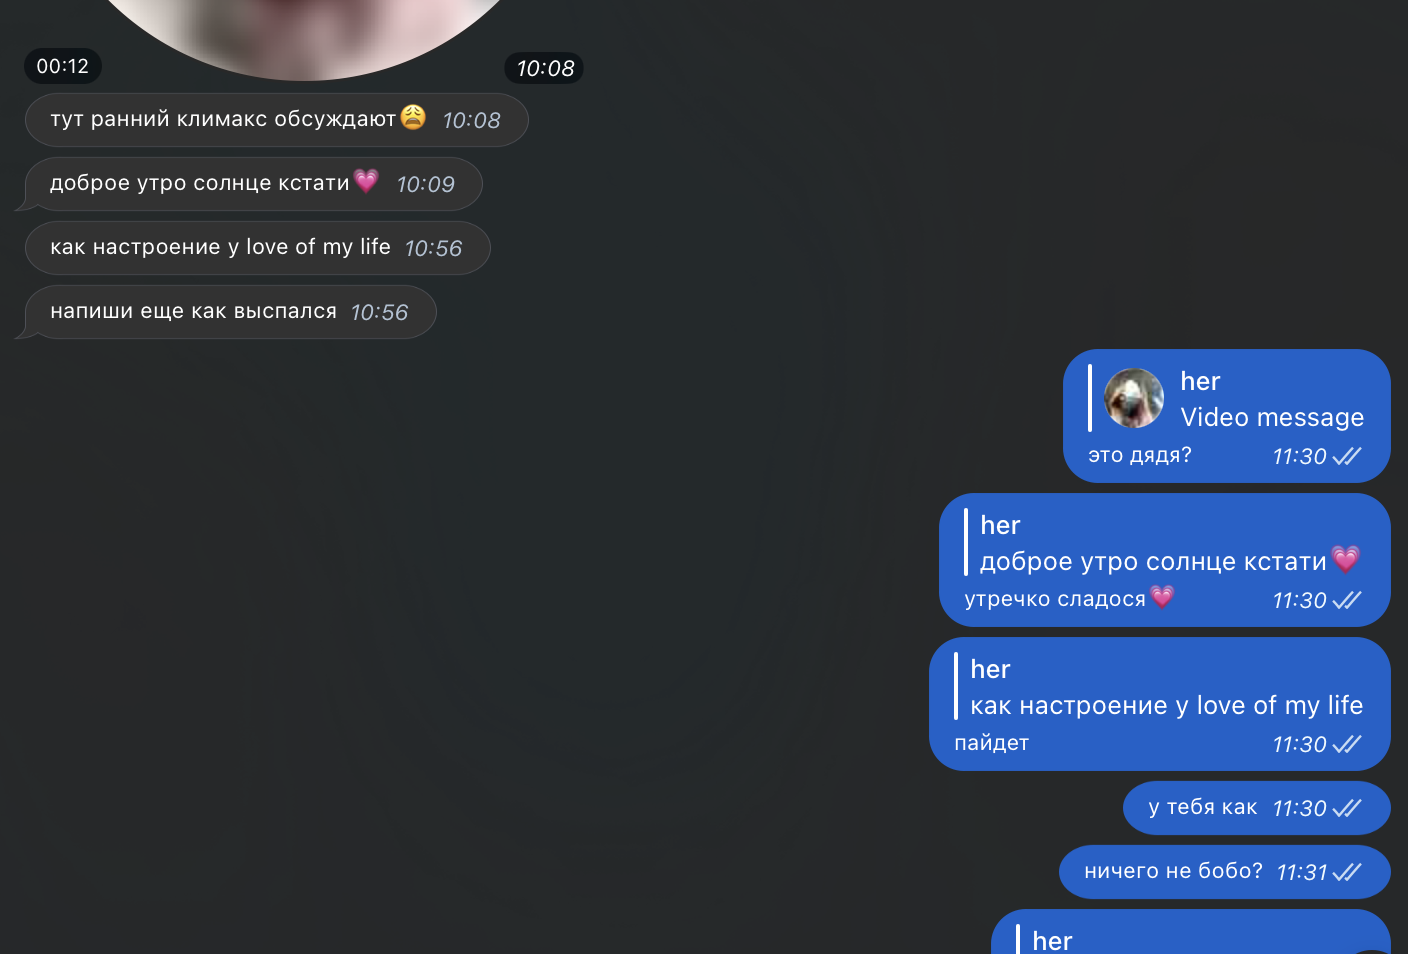 00:12 10:08
тут ранний климакс обсуждают😩 10:08
доброе утро солнце кстати💗 10:09
как настроение у love of my life 10:56
напиши еще как выспался 10:56
her
Video message
это дядя? 11:30
her
доброе утро солнце кстати💗
утречко сладося💗 11:30
her
как настроение у love of my life
пайдет 11:30
у тебя как 11:30
ничего не бобо? 11:31
her